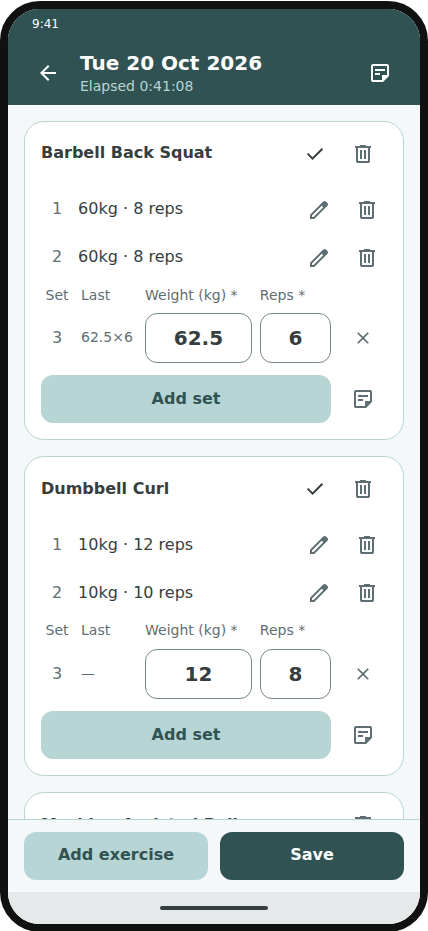 9:41
Tue 20 Oct 2026
Elapsed 0:41:08
Barbell Back Squat
1 60kg · 8 reps
2 60kg · 8 reps
Set Last Weight (kg) * Reps *
3 62.5×6 62.5 6
Add set
Dumbbell Curl
1 10kg · 12 reps
2 10kg · 10 reps
Set Last Weight (kg) * Reps *
3 — 12 8
Add set
Add exercise Save